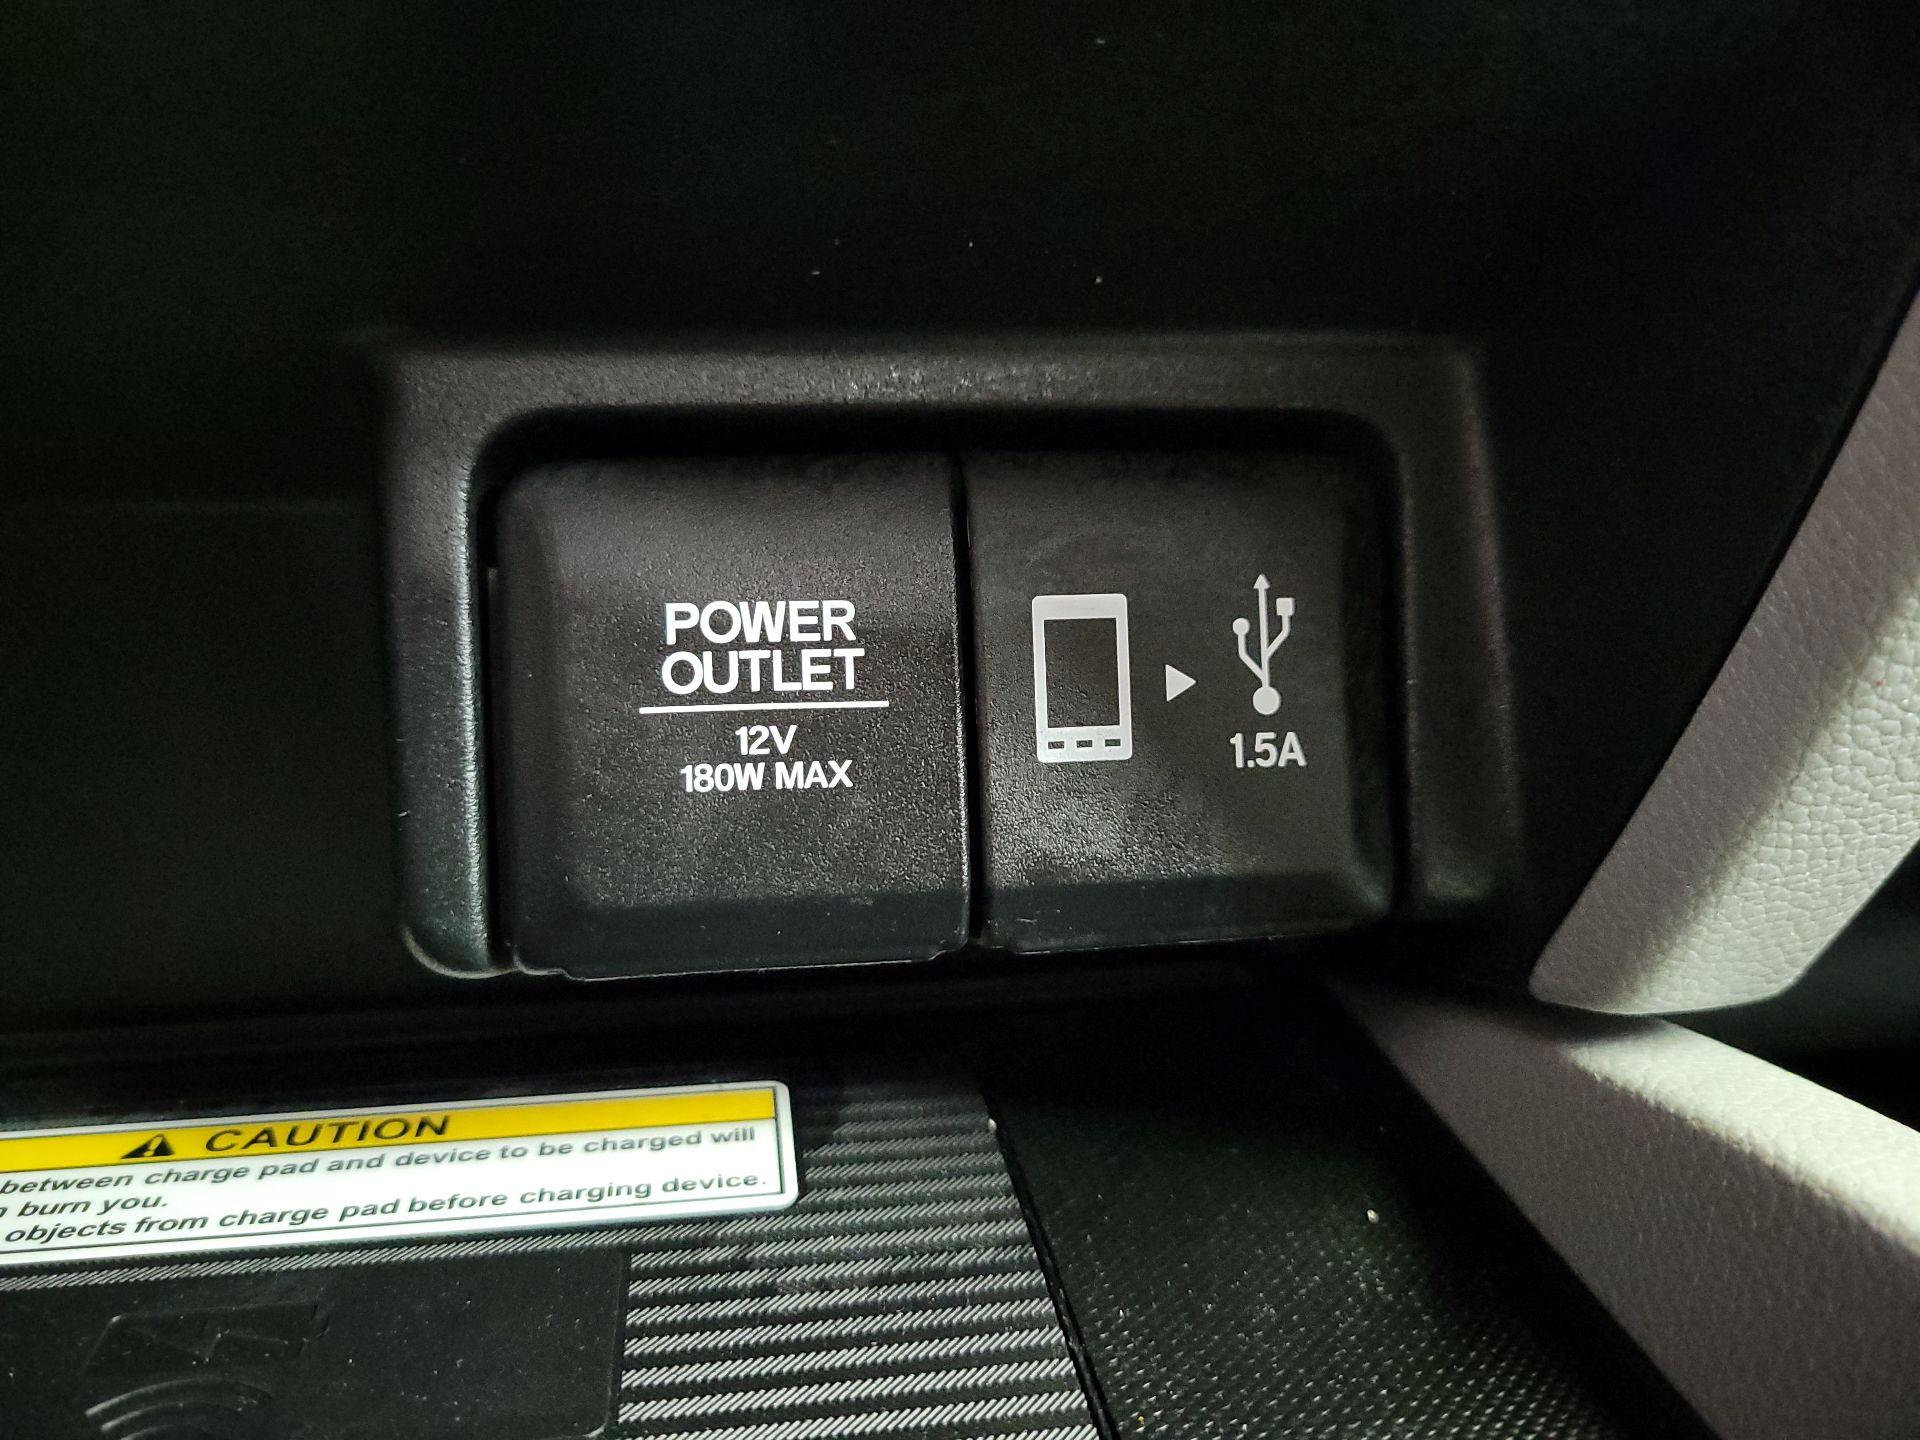 POWER
OUTLET
12V
180W MAX
1.5A
CAUTION
between charge pad and device to be charged will
burn you.
objects from charge pad before charging device.